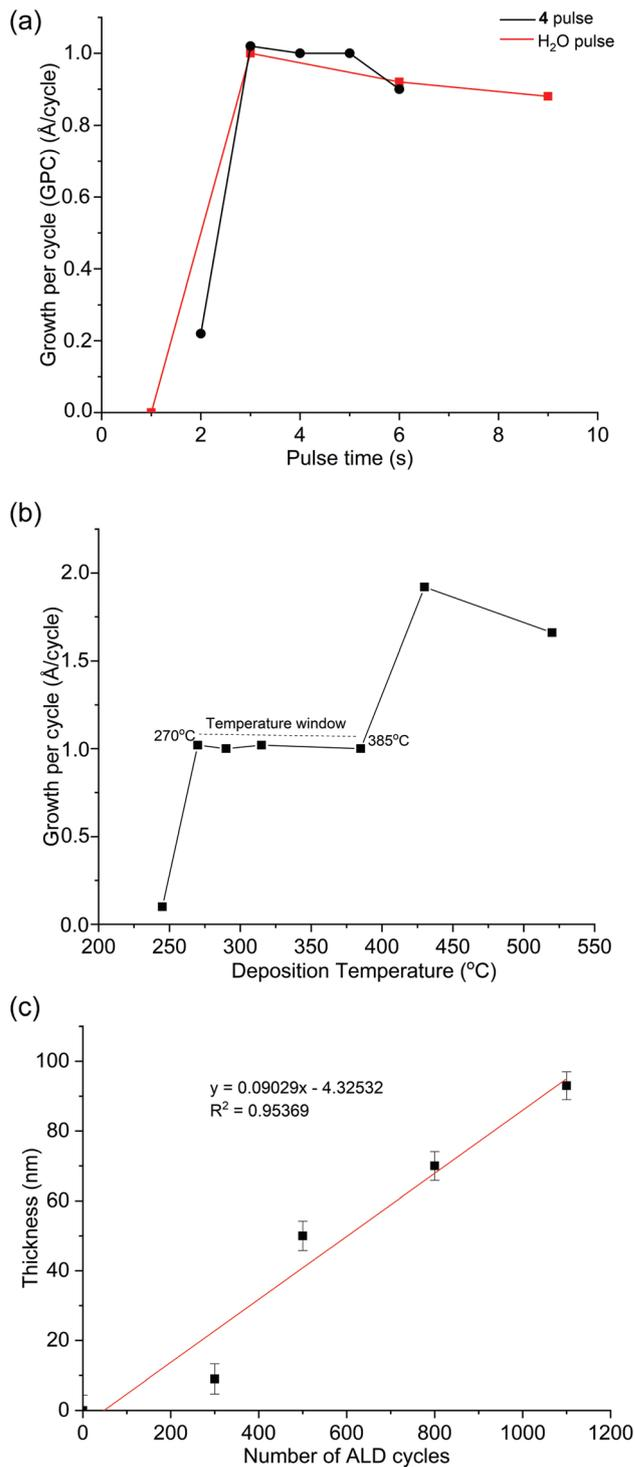 (a)
4 pulse
H₂O pulse
Growth per cycle (GPC) (Å/cycle)
1.0
0.8
0.6
0.4
0.2
0.0
0 2 4 6 8 10
Pulse time (s)
(b)
Growth per cycle (Å/cycle)
2.0
1.5
1.0
0.5
0.0
Temperature window
270°C
385°C
200 250 300 350 400 450 500 550
Deposition Temperature (°C)
(c)
Thickness (nm)
100
80
60
40
20
0
y = 0.09029x - 4.32532
R² = 0.95369
0 200 400 600 800 1000 1200
Number of ALD cycles